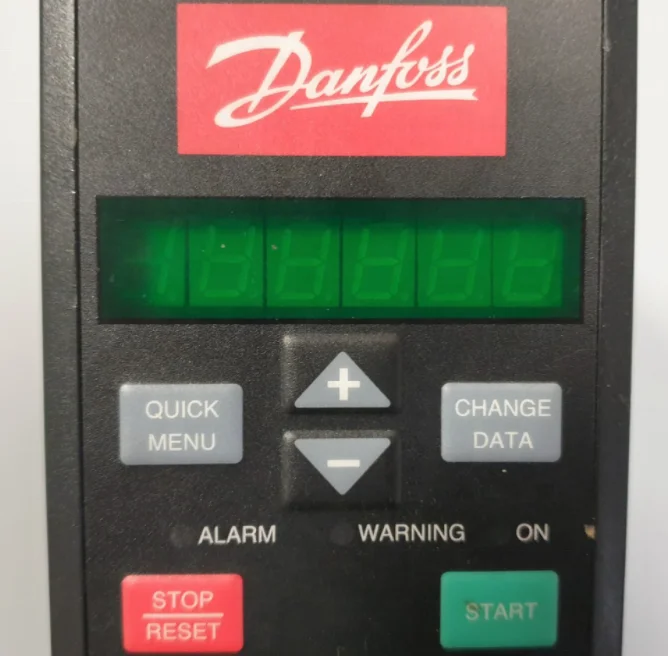 Danfoss
+
QUICK
MENU
CHANGE
DATA
−
ALARM WARNING ON
STOP
RESET
START